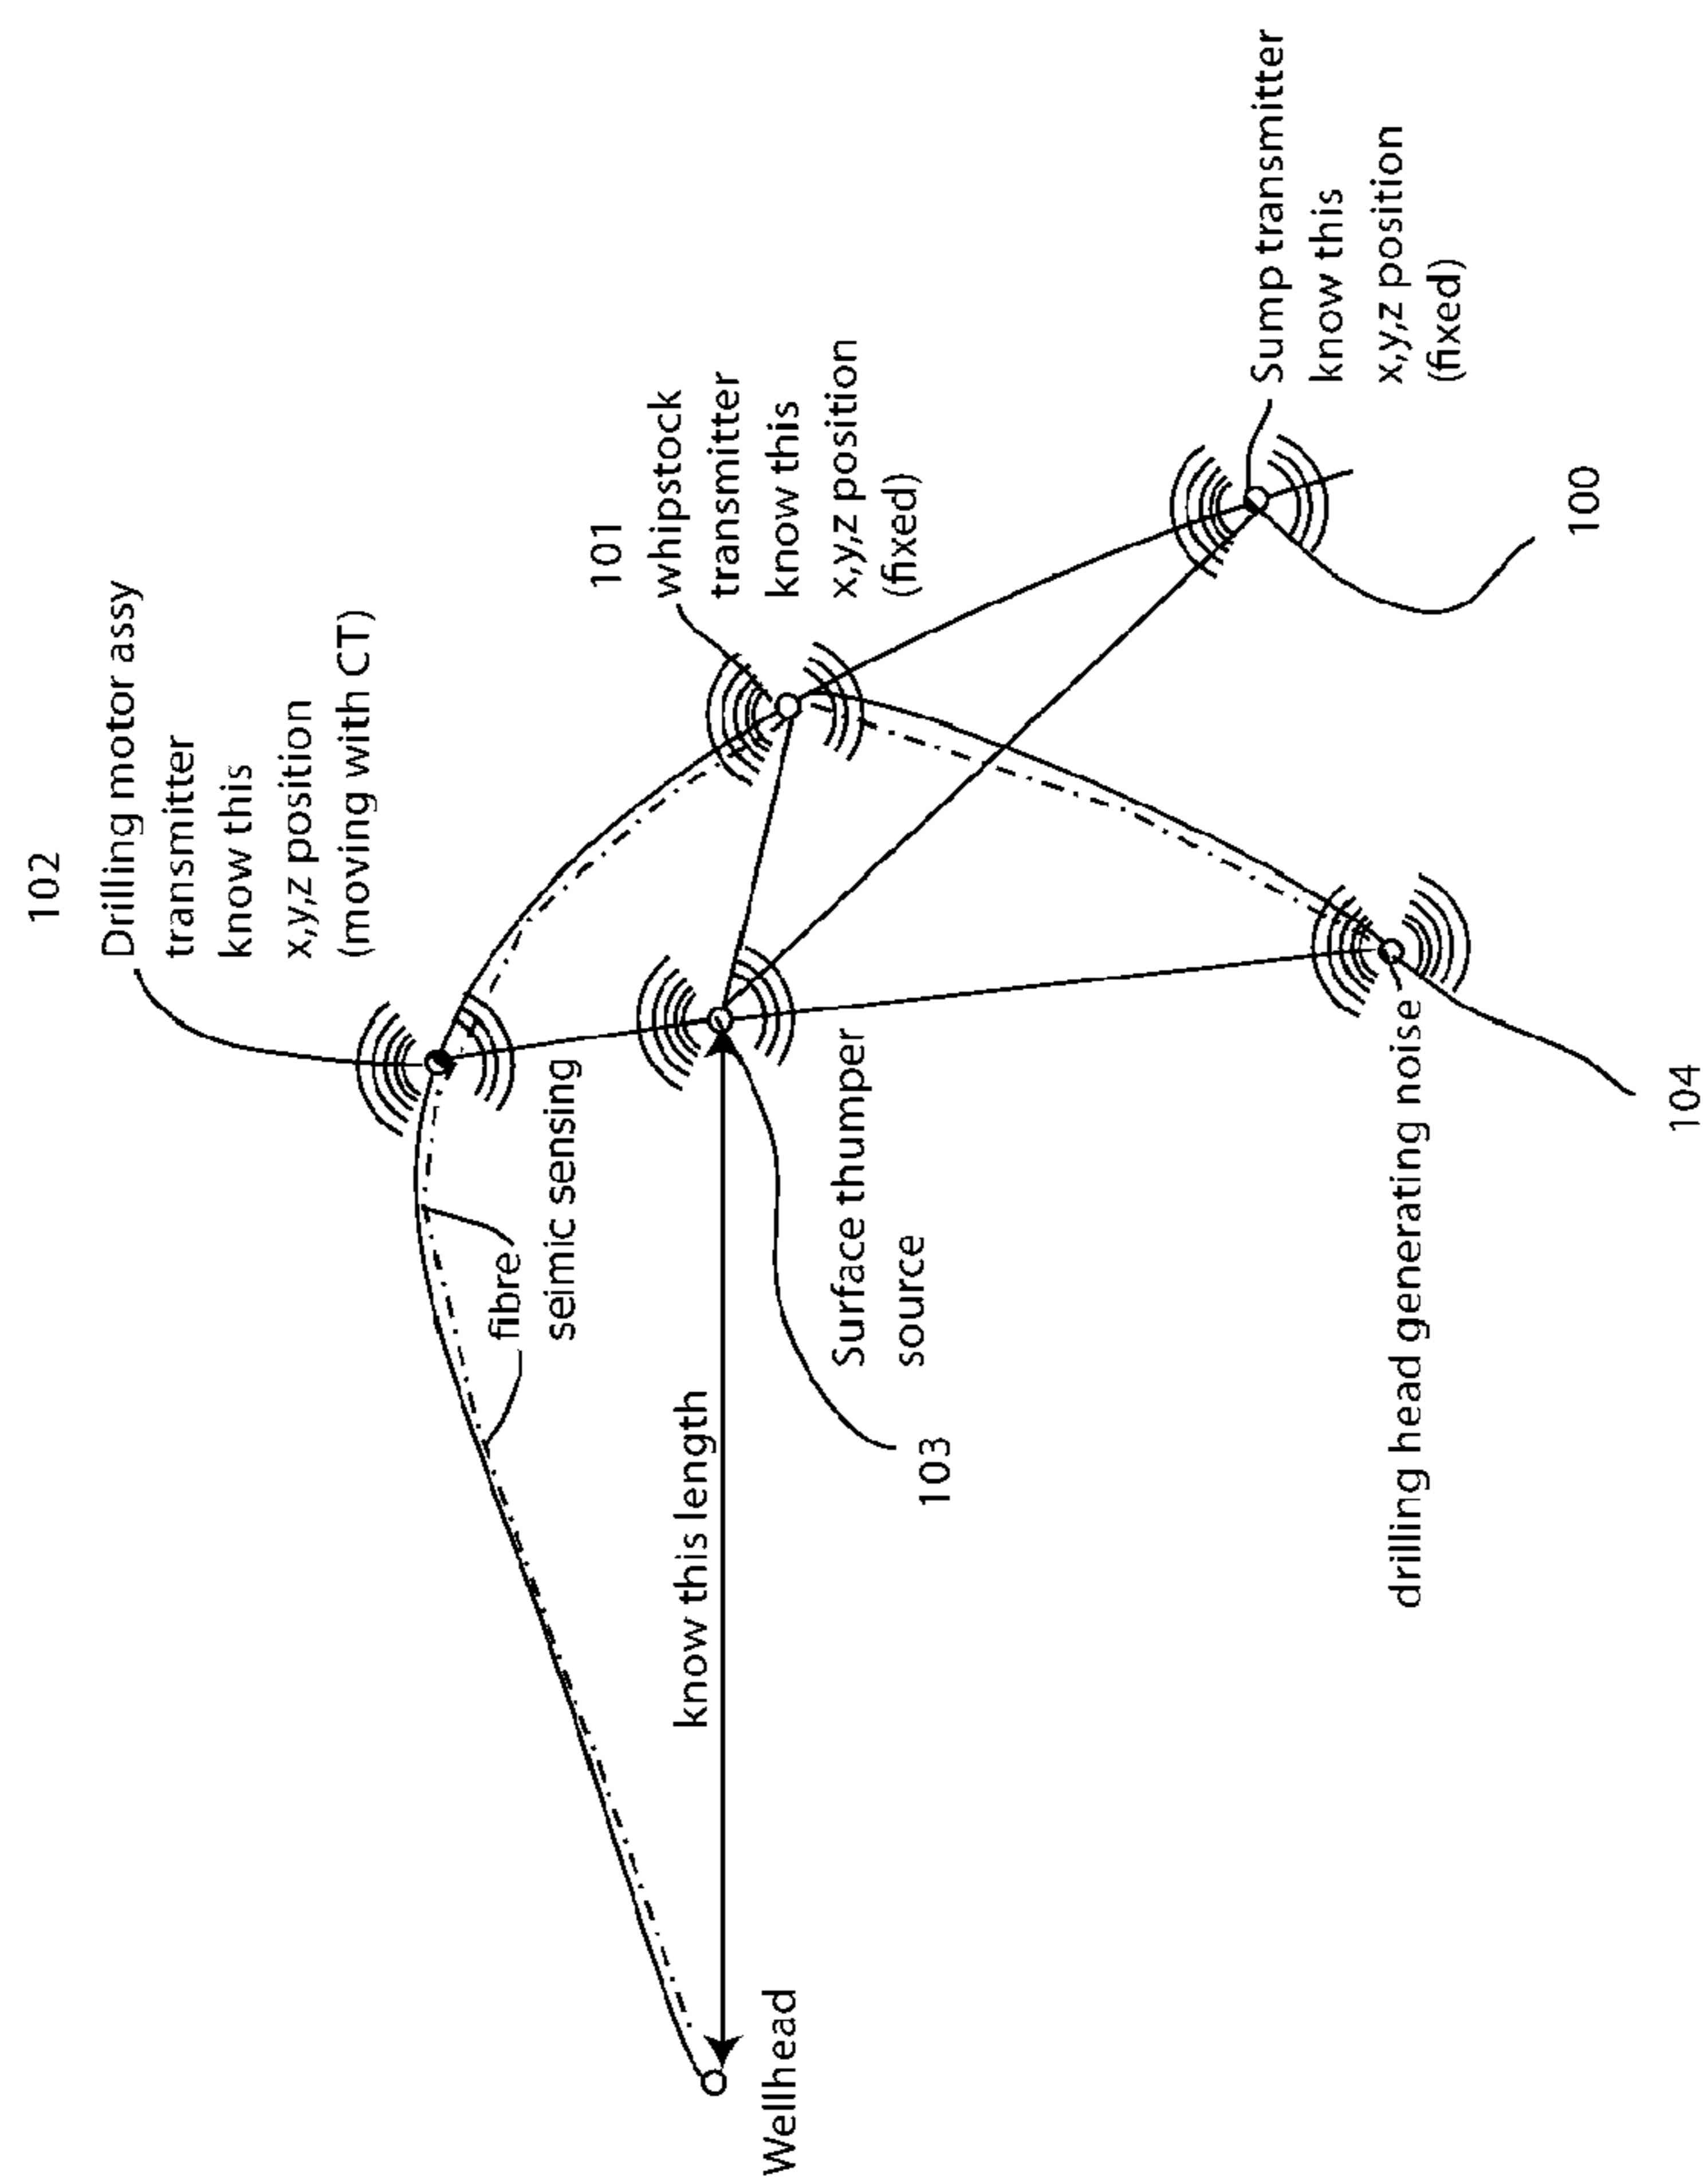 102
Drilling motor assy
transmitter
know this
x,y,z position
(moving with CT)
101
whipstock
transmitter
know this
x,y,z position
(fixed)
Sump transmitter
know this
x,y,z position
(fixed)
100
fibre
seimic sensing
know this length
Surface thumper
source
103
Wellhead
drilling head generating noise
104